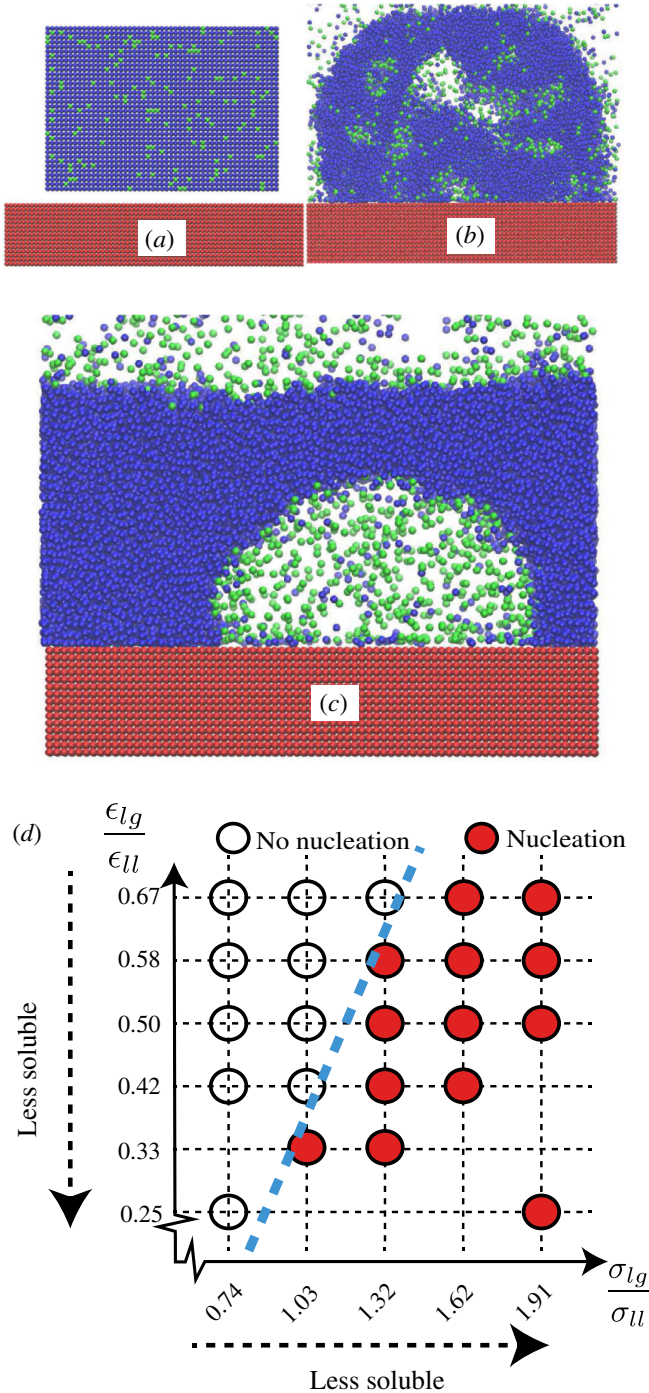 (a)
(b)
(c)
(d)
ϵlg
ϵll
No nucleation
Nucleation
0.67
0.58
0.50
0.42
0.33
0.25
Less soluble
0.74 1.03 1.32 1.62 1.91
σlg
σll
Less soluble